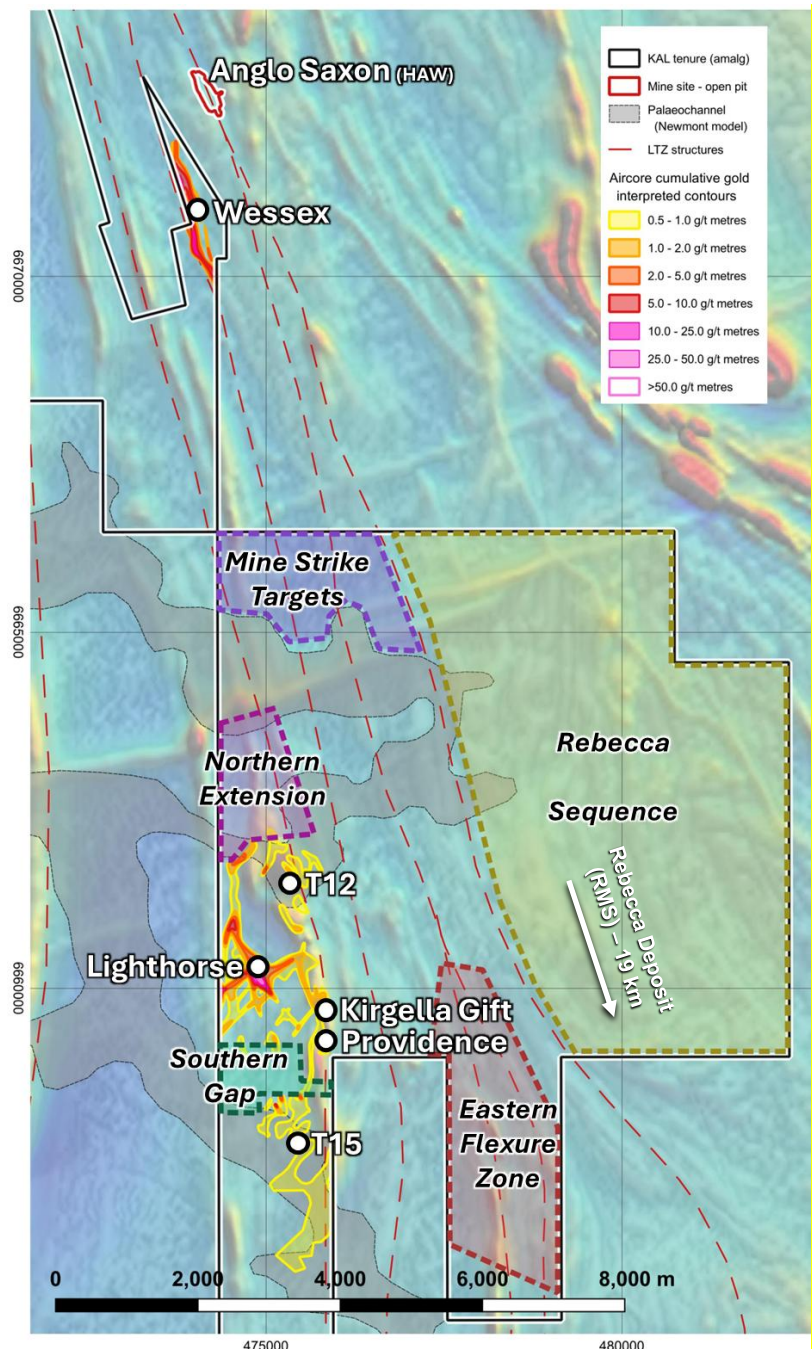 Anglo Saxon (HAW)
Wessex
KAL tenure (amalg)
Mine site - open pit
Palaeochannel
(Newmont model)
LTZ structures
Aircore cumulative gold
interpreted contours
0.5 - 1.0 g/t metres
1.0 - 2.0 g/t metres
2.0 - 5.0 g/t metres
5.0 - 10.0 g/t metres
10.0 - 25.0 g/t metres
25.0 - 50.0 g/t metres
>50.0 g/t metres
6670000
Mine Strike
Targets
6665000
Northern
Extension
Rebecca
Sequence
Rebecca Deposit
(RMS) – 19 km
T12
Lighthorse
6660000
Kirgella Gift
Providence
Southern
Gap
T15
Eastern
Flexure
Zone
0 2,000 4,000 6,000 8,000 m
475000 480000